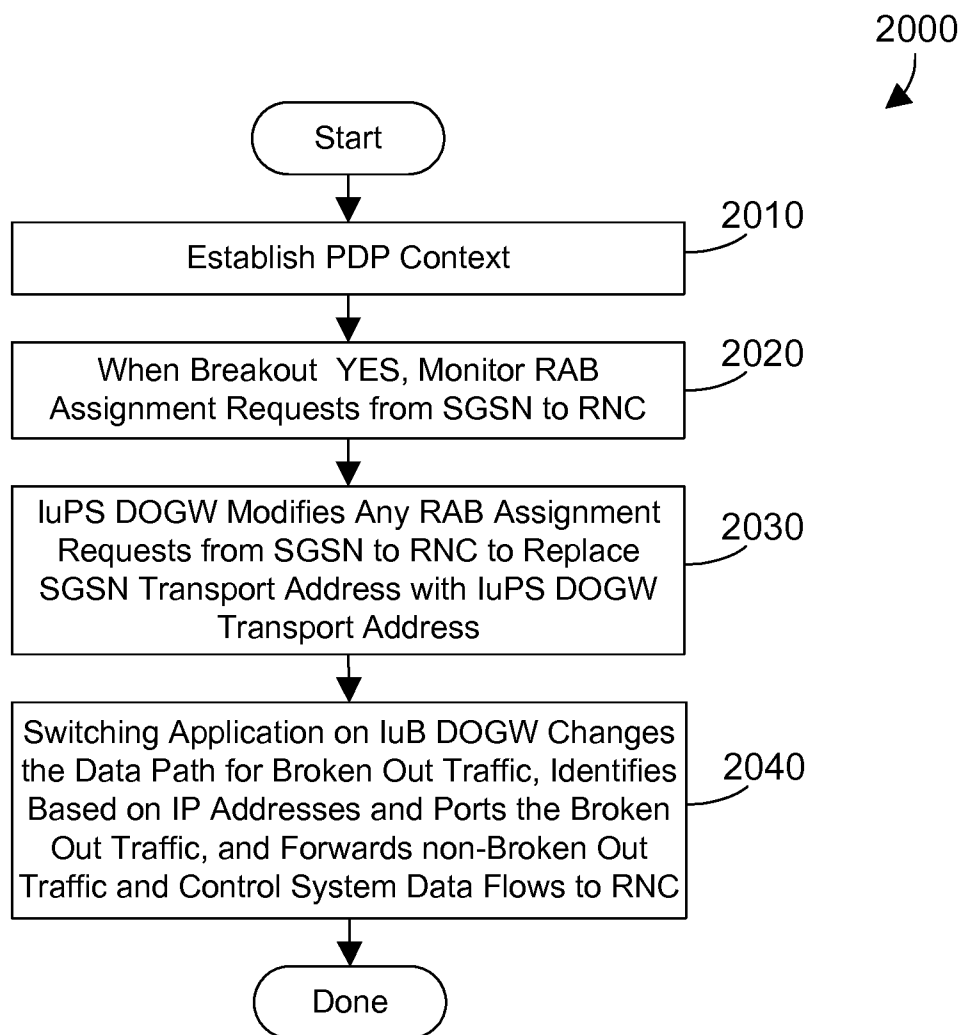 2000
Start
2010
Establish PDP Context
2020
When Breakout YES, Monitor RAB
Assignment Requests from SGSN to RNC
2030
IuPS DOGW Modifies Any RAB Assignment
Requests from SGSN to RNC to Replace
SGSN Transport Address with IuPS DOGW
Transport Address
2040
Switching Application on IuB DOGW Changes
the Data Path for Broken Out Traffic, Identifies
Based on IP Addresses and Ports the Broken
Out Traffic, and Forwards non-Broken Out
Traffic and Control System Data Flows to RNC
Done